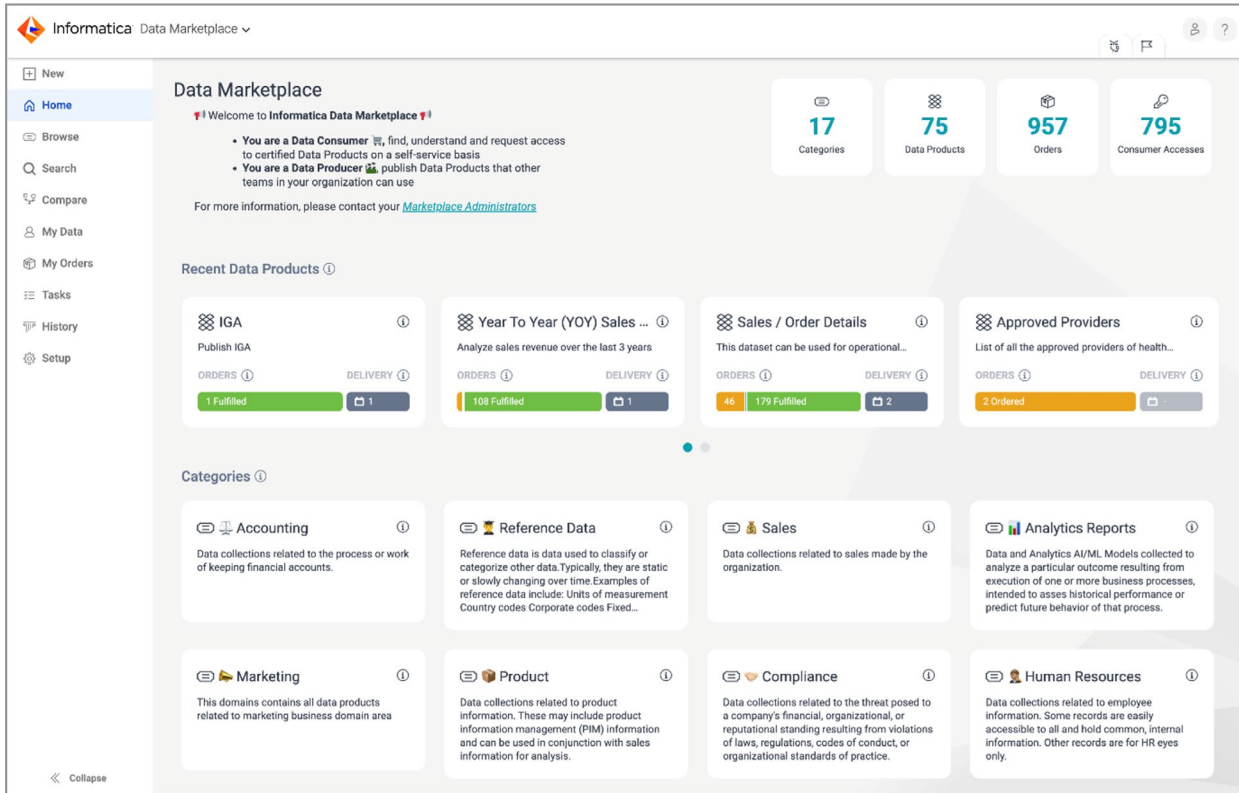 Informatica Data Marketplace
?
New
Home
Browse
Search
Compare
My Data
My Orders
Tasks
History
Setup
Collapse
Data Marketplace
Welcome to Informatica Data Marketplace
• You are a Data Consumer, find, understand and request access
to certified Data Products on a self-service basis
• You are a Data Producer, publish Data Products that other
teams in your organization can use
For more information, please contact your Marketplace Administrators
17
Categories
75
Data Products
957
Orders
795
Consumer Accesses
Recent Data Products
IGA
Publish IGA
ORDERS DELIVERY
1 Fulfilled 1
Year To Year (YOY) Sales ...
Analyze sales revenue over the last 3 years
ORDERS DELIVERY
108 Fulfilled 1
Sales / Order Details
This dataset can be used for operational...
ORDERS DELIVERY
46 179 Fulfilled 2
Approved Providers
List of all the approved providers of health...
ORDERS DELIVERY
2 Ordered -
Categories
Accounting
Data collections related to the process or work
of keeping financial accounts.
Reference Data
Reference data is data used to classify or
categorize other data.Typically, they are static
or slowly changing over time.Examples of
reference data include: Units of measurement
Country codes Corporate codes Fixed...
Sales
Data collections related to sales made by the
organization.
Analytics Reports
Data and Analytics AI/ML Models collected to
analyze a particular outcome resulting from
execution of one or more business processes,
intended to asses historical performance or
predict future behavior of that process.
Marketing
This domains contains all data products
related to marketing business domain area
Product
Data collections related to product
information. These may include product
information management (PIM) information
and can be used in conjunction with sales
information for analysis.
Compliance
Data collections related to the threat posed to
a company's financial, organizational, or
reputational standing resulting from violations
of laws, regulations, codes of conduct, or
organizational standards of practice.
Human Resources
Data collections related to employee
information. Some records are easily
accessible to all and hold common, internal
information. Other records are for HR eyes
only.